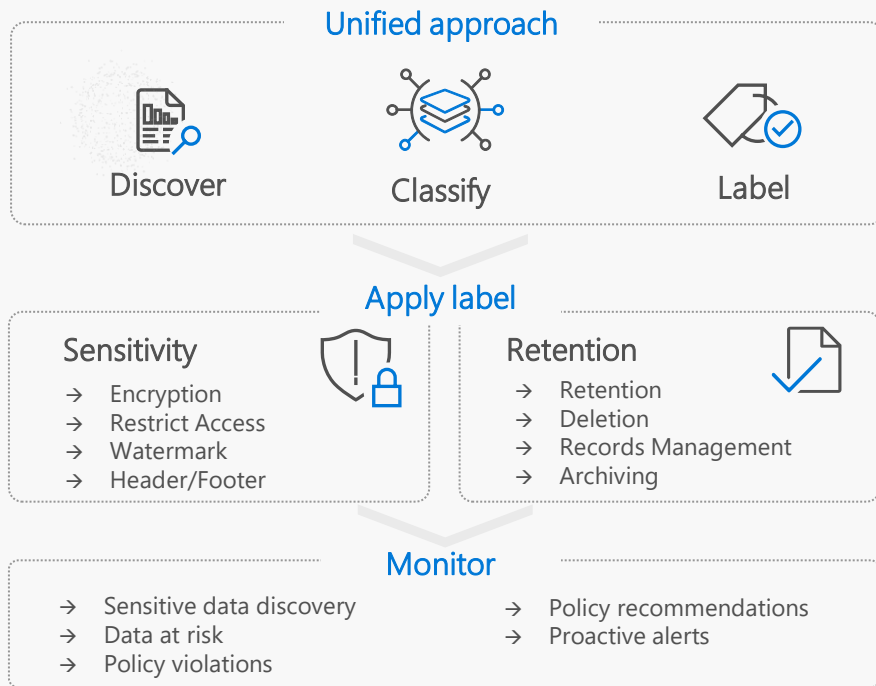 Unified approach
Discover
Classify
Label
Apply label
Sensitivity
→ Encryption
→ Restrict Access
→ Watermark
→ Header/Footer
Retention
→ Retention
→ Deletion
→ Records Management
→ Archiving
Monitor
→ Sensitive data discovery
→ Data at risk
→ Policy violations
→ Policy recommendations
→ Proactive alerts